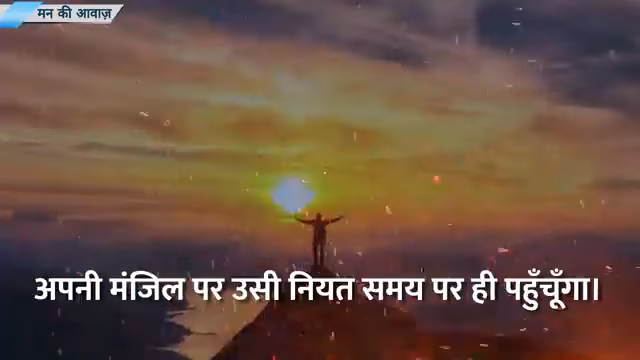 मन की आवाज़
अपनी मंजिल पर उसी नियत समय पर ही पहुँचूँगा।